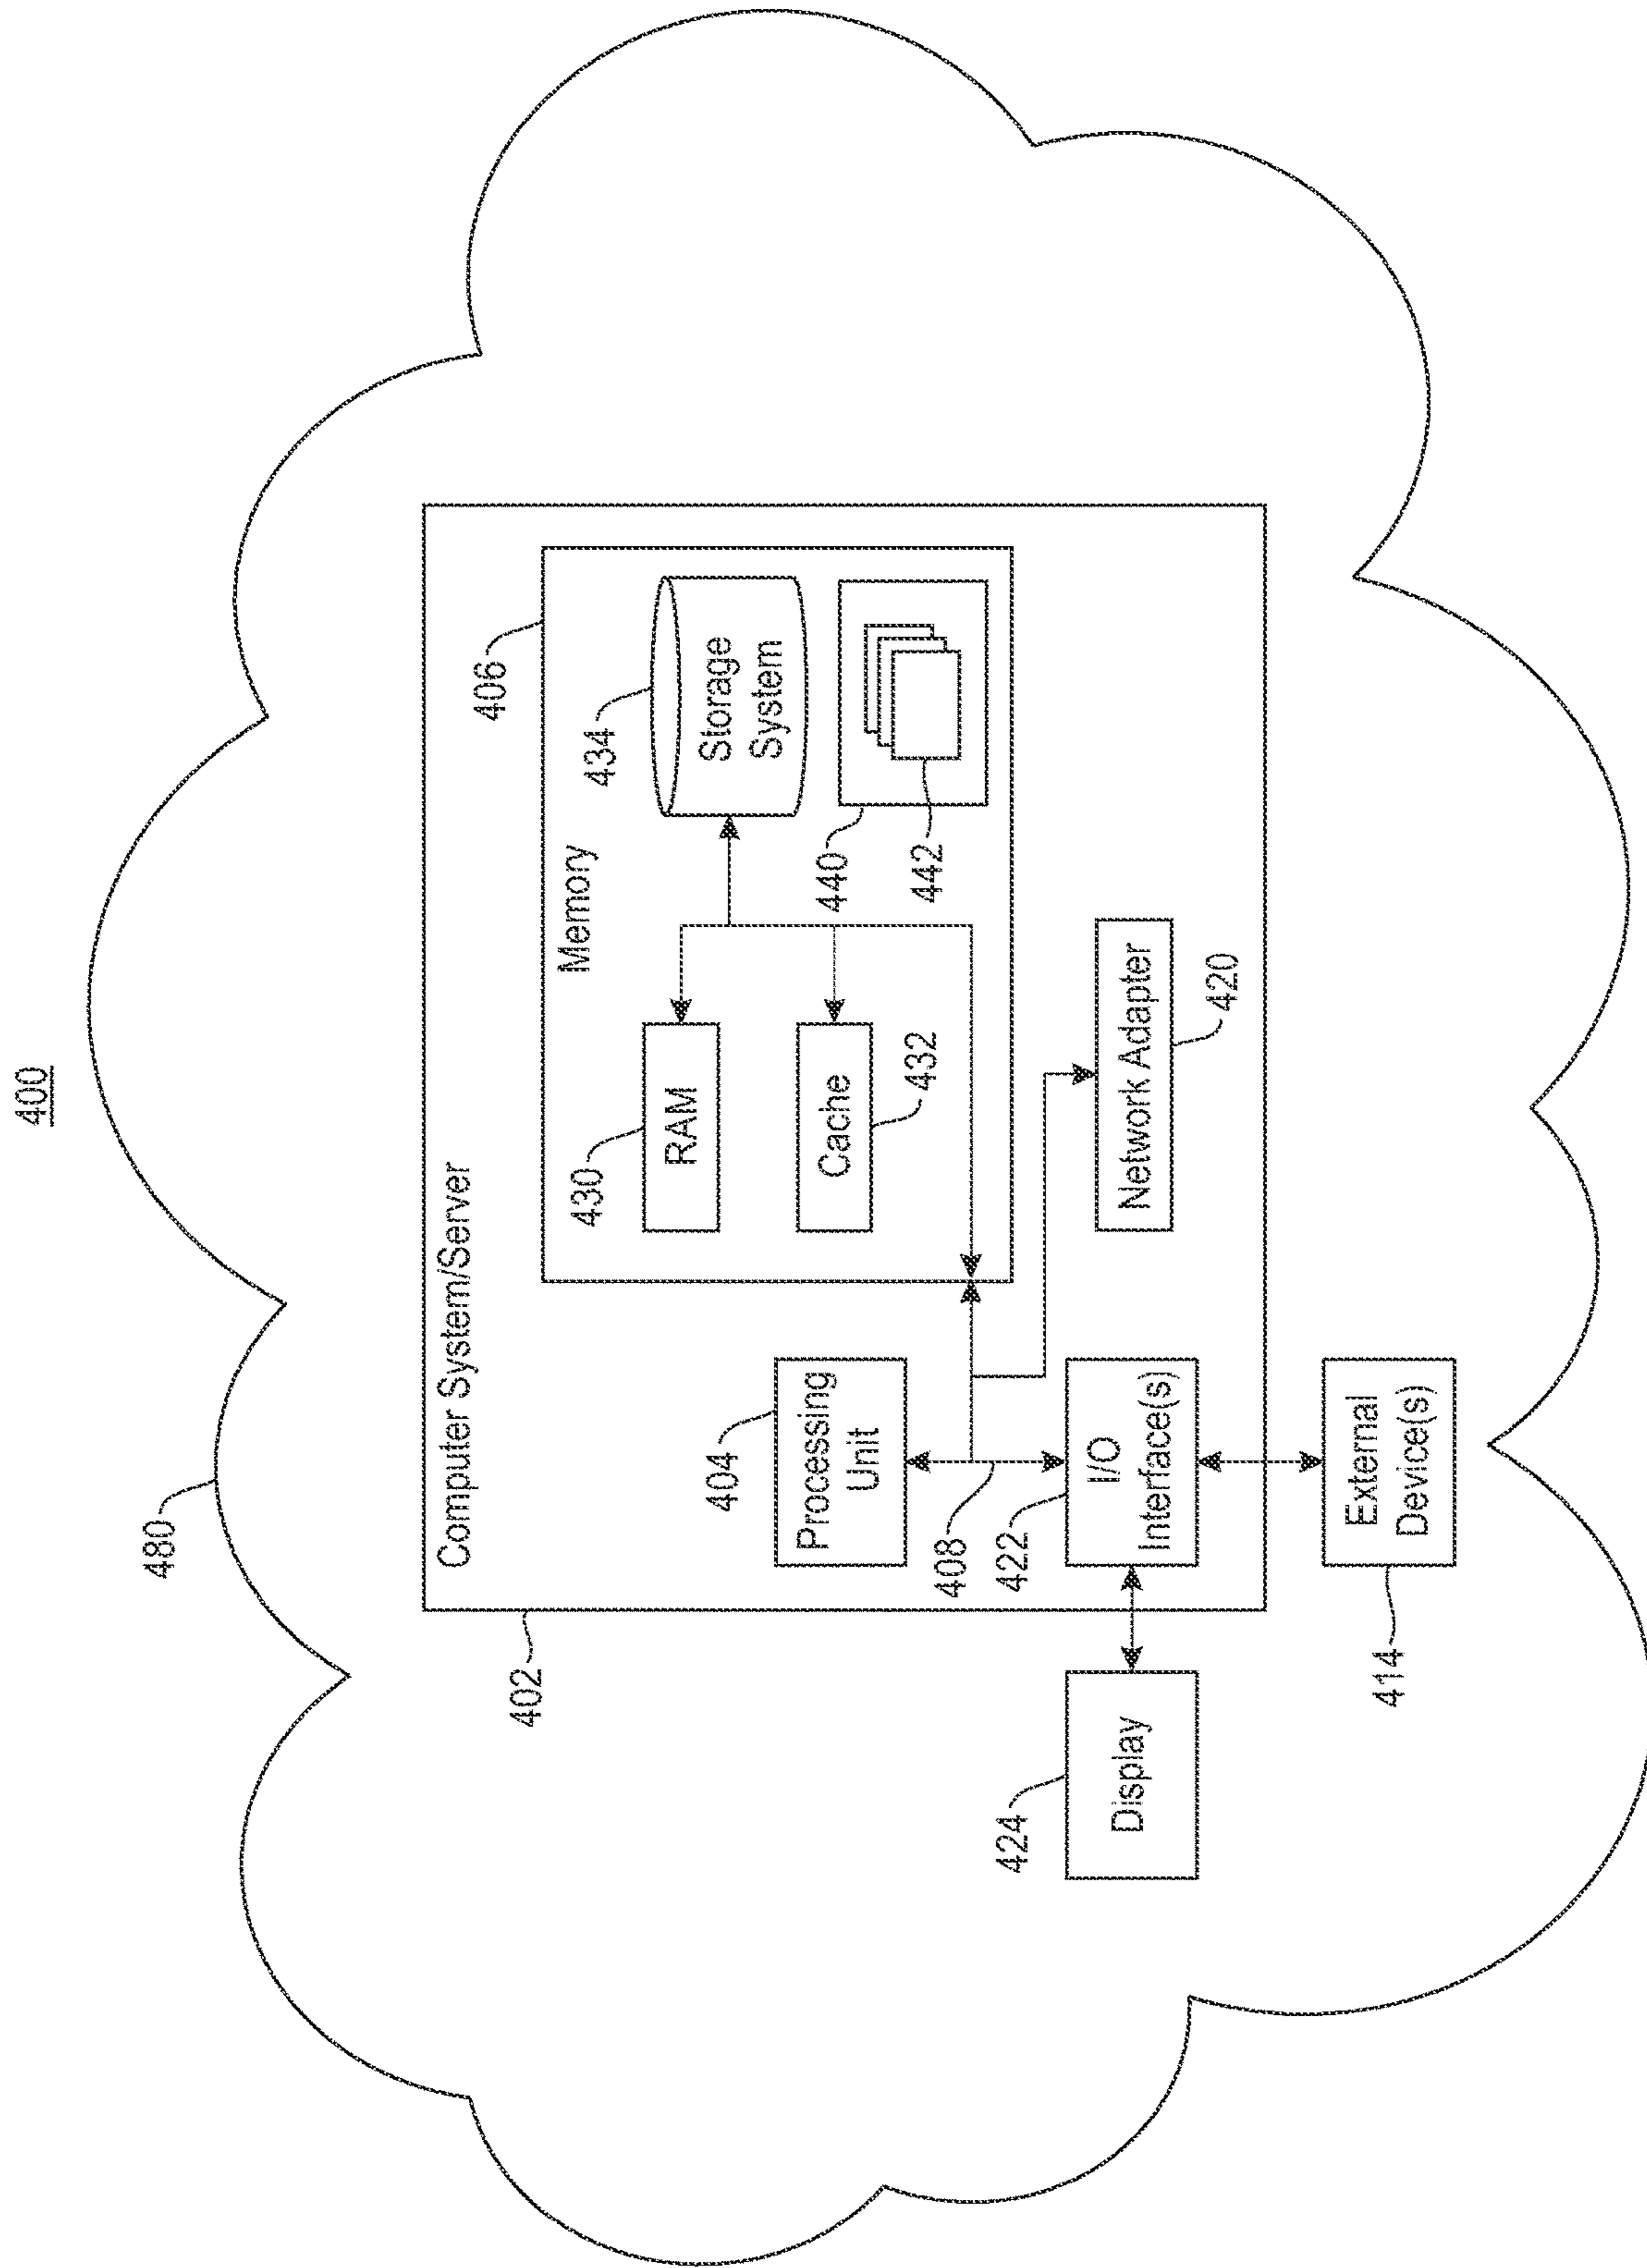 400
480
Computer System/Server
402
406
Memory
434
Storage
System
430
RAM
404
Processing
Unit
440
442
Cache
432
408
424
Display
422
I/O
Interface(s)
Network Adapter
420
External
Device(s)
414